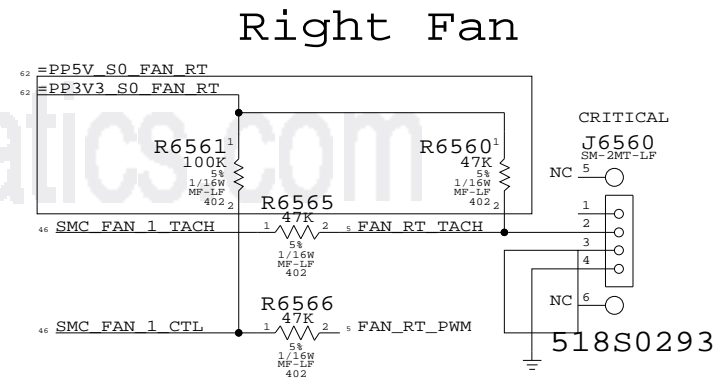 Right Fan
62 =PP5V_S0_FAN_RT
62 =PP3V3_S0_FAN_RT
CRITICAL
J6560
SM-2MT-LF
NC 5
R6561 1
100K
5%
1/16W
MF-LF
402 2
R6560 1
47K
5%
1/16W
MF-LF
402 2
1
2
3
4
46 SMC_FAN_1_TACH
R6565
47K
1 2
5%
1/16W
MF-LF
402
5 FAN_RT_TACH
NC 6
46 SMC_FAN_1_CTL
R6566
47K
1 2
5%
1/16W
MF-LF
402
5 FAN_RT_PWM
518S0293
atics.com